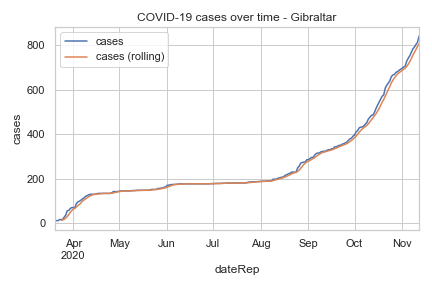 COVID-19 cases over time - Gibraltar
cases
cases (rolling)
800
600
400
200
0
cases
Apr
2020
May
Jun
Jul
Aug
Sep
Oct
Nov
dateRep